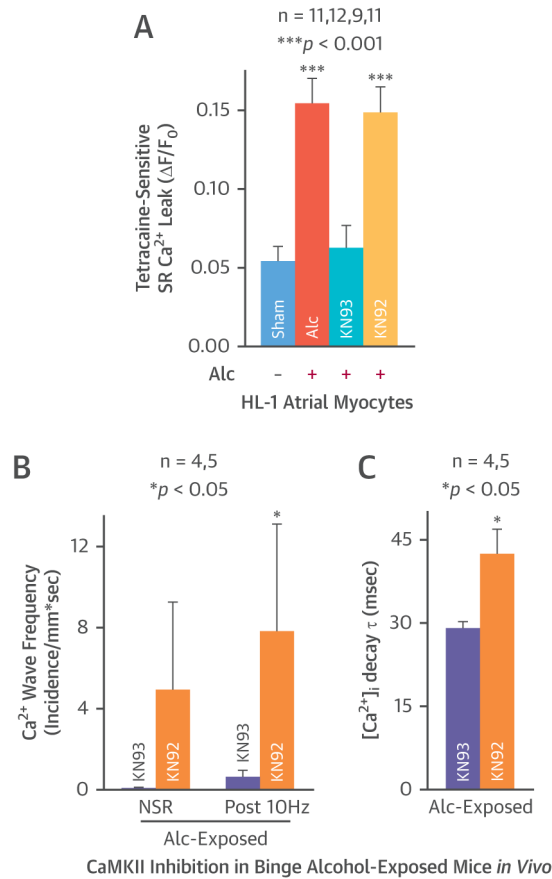 A
n = 11,12,9,11
***p < 0.001
Tetracaine-Sensitive
SR Ca²⁺ Leak (ΔF/F₀)
0.15
0.10
0.05
0.00
*** ***
Sham Alc KN93 KN92
Alc – + + +
HL-1 Atrial Myocytes
B
n = 4,5
*p < 0.05
Ca²⁺ Wave Frequency
(Incidence/mm*sec)
12
8
4
0
*
KN93 KN92 KN93 KN92
NSR Post 10Hz
Alc-Exposed
C
n = 4,5
*p < 0.05
[Ca²⁺]ᵢ decay τ (msec)
45
30
15
0
*
KN93 KN92
Alc-Exposed
CaMKII Inhibition in Binge Alcohol-Exposed Mice in Vivo